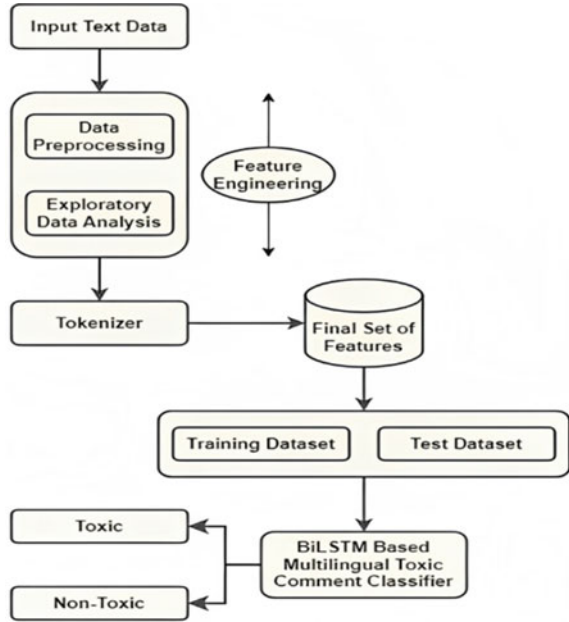 Input Text Data
Data
Preprocessing
Exploratory
Data Analysis
Feature
Engineering
Tokenizer
Final Set of
Features
Training Dataset
Test Dataset
Toxic
Non-Toxic
BiLSTM Based
Multilingual Toxic
Comment Classifier